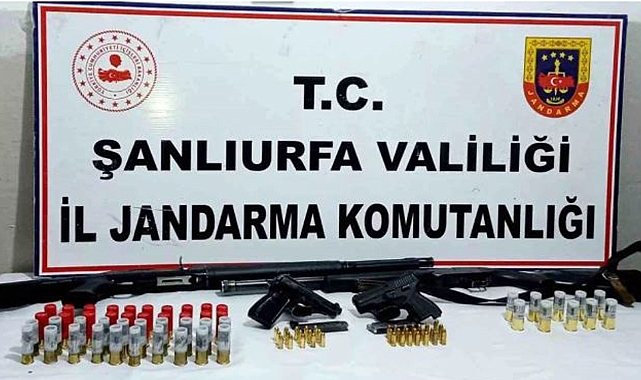 T.C.
ŞANLIURFA VALİLİĞİ
İL JANDARMA KOMUTANLIĞI
JANDARMA